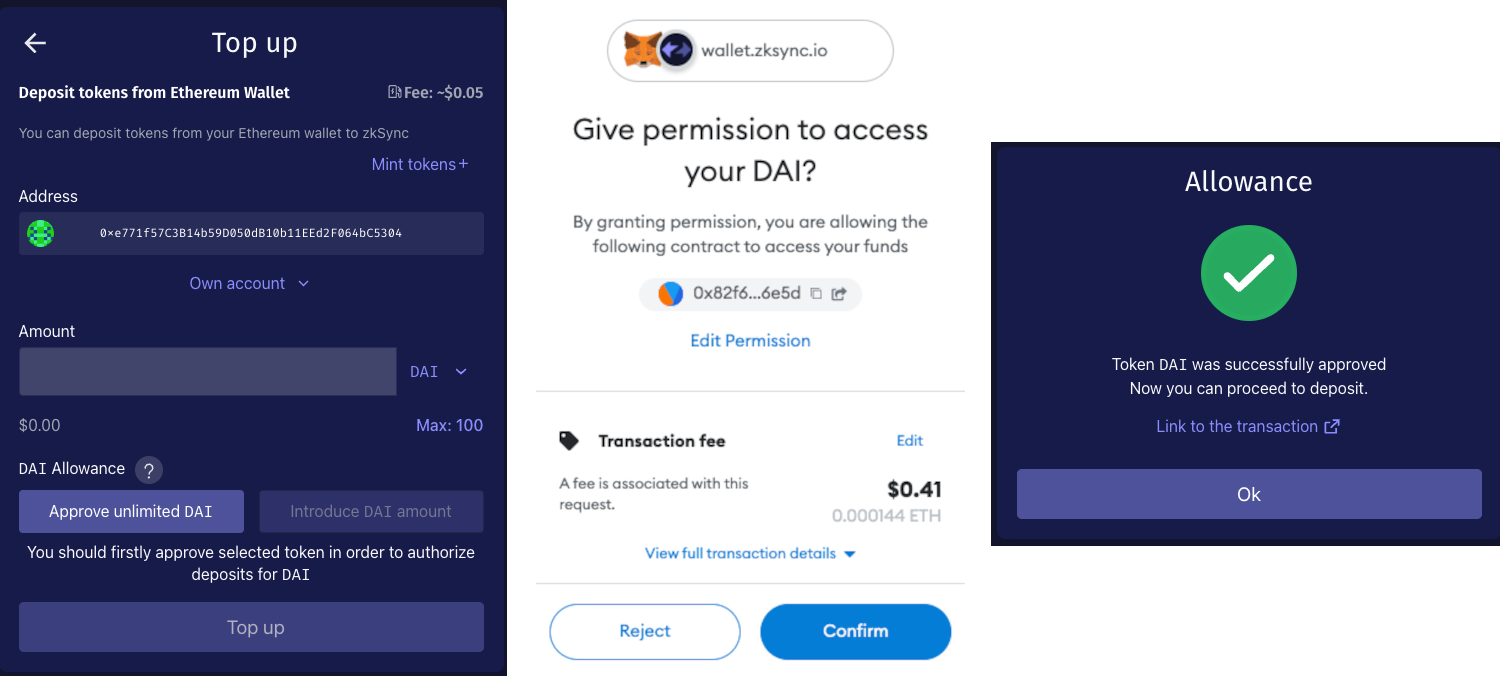 Top up
Deposit tokens from Ethereum Wallet
Fee: ~$0.05
You can deposit tokens from your Ethereum wallet to zkSync
Mint tokens+
Address
0xe771f57C3B14b59D050dB10b11EEd2F064bC5304
Own account
Amount
DAI
$0.00
Max: 100
DAI Allowance ?
Approve unlimited DAI
Introduce DAI amount
You should firstly approve selected token in order to authorize
deposits for DAI
Top up
wallet.zksync.io
Give permission to access
your DAI?
By granting permission, you are allowing the
following contract to access your funds
0x82f6...6e5d
Edit Permission
Transaction fee
Edit
A fee is associated with this
request.
$0.41
0.000144 ETH
View full transaction details
Reject
Confirm
Allowance
Token DAI was successfully approved
Now you can proceed to deposit.
Link to the transaction
Ok